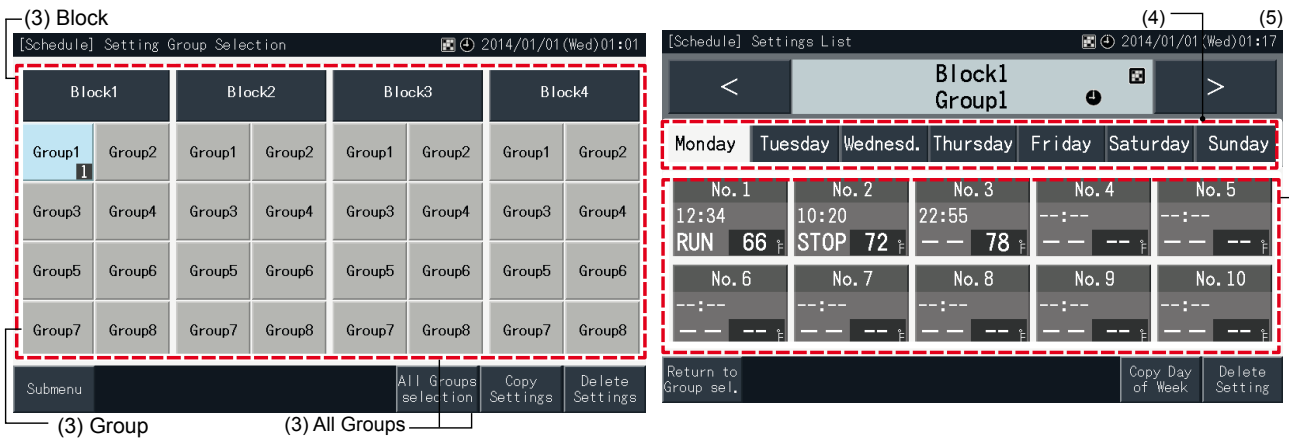 (3) Block
[Schedule] Setting Group Selection 2014/01/01(Wed)01:01
Block1 Block2 Block3 Block4
Group1 Group2 Group1 Group2 Group1 Group2 Group1 Group2
1
Group3 Group4 Group3 Group4 Group3 Group4 Group3 Group4
Group5 Group6 Group5 Group6 Group5 Group6 Group5 Group6
Group7 Group8 Group7 Group8 Group7 Group8 Group7 Group8
Submenu
All Groups
selection
Copy
Settings
Delete
Settings
(3) Group
(3) All Groups
(4) (5)
[Schedule] Settings List 2014/01/01(Wed)01:17
<
Block1
Group1
>
Monday Tuesday Wednesd. Thursday Friday Saturday Sunday
No.1 No.2 No.3 No.4 No.5
12:34 10:20 22:55 --:-- --:--
RUN 66 °F STOP 72 °F — — 78 °F — — -- °F — — -- °F
No.6 No.7 No.8 No.9 No.10
--:-- --:-- --:-- --:-- --:--
— — -- °F — — -- °F — — -- °F — — -- °F — — -- °F
Return to
Group sel.
Copy Day
of Week
Delete
Setting